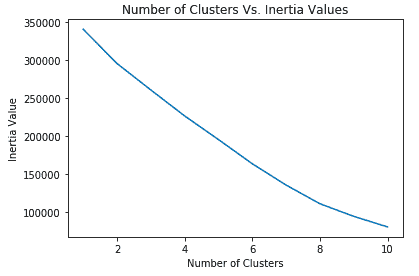 Number of Clusters Vs. Inertia Values
350000
300000
250000
200000
150000
100000
Inertia Value
2 4 6 8 10
Number of Clusters